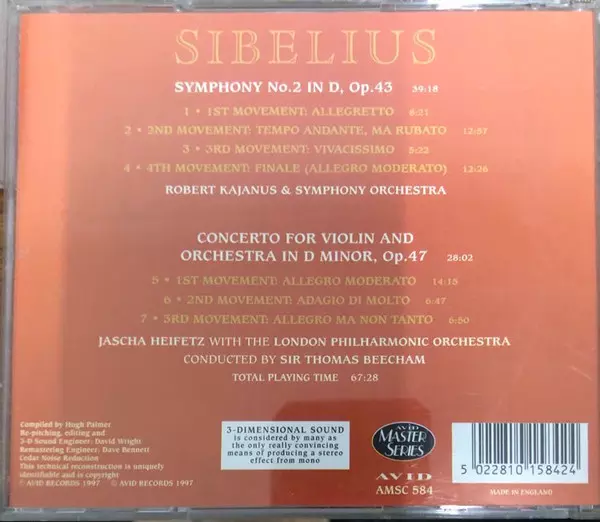 SIBELIUS
SYMPHONY No.2 IN D, Op.43 39:18
1 • 1ST MOVEMENT: ALLEGRETTO 8:21
2 • 2ND MOVEMENT: TEMPO ANDANTE, MA RUBATO 12:57
3 • 3RD MOVEMENT: VIVACISSIMO 5:22
4 • 4TH MOVEMENT: FINALE (ALLEGRO MODERATO) 12:26
ROBERT KAJANUS & SYMPHONY ORCHESTRA
CONCERTO FOR VIOLIN AND
ORCHESTRA IN D MINOR, Op.47 28:02
5 • 1ST MOVEMENT: ALLEGRO MODERATO 14:15
6 • 2ND MOVEMENT: ADAGIO DI MOLTO 6:47
7 • 3RD MOVEMENT: ALLEGRO MA NON TANTO 6:50
JASCHA HEIFETZ WITH THE LONDON PHILHARMONIC ORCHESTRA
CONDUCTED BY SIR THOMAS BEECHAM
TOTAL PLAYING TIME 67:28
Compiled by Hugh Palmer
Re-pitching, editing and
3-D Sound Engineer: David Wright
Remastering Engineer: Dave Bennett
Cedar Noise Reduction
This technical reconstruction is uniquely
identifiable and is copyright
℗ AVID RECORDS 1997 © AVID RECORDS 1997
3-DIMENSIONAL SOUND
is considered by many as
the only really convincing
means of producing a stereo
effect from mono
AVID
MASTER
SERIES
AVID
AMSC 584
5 022810 158424
MADE IN ENGLAND